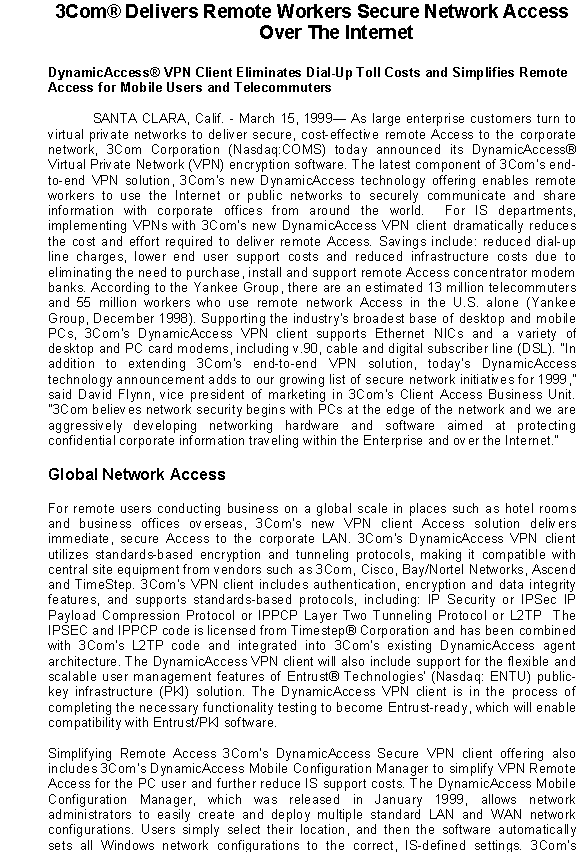 3Com® Delivers Remote Workers Secure Network Access
Over The Internet
DynamicAccess® VPN Client Eliminates Dial-Up Toll Costs and Simplifies Remote
Access for Mobile Users and Telecommuters
SANTA CLARA, Calif. - March 15, 1999— As large enterprise customers turn to
virtual private networks to deliver secure, cost-effective remote Access to the corporate
network, 3Com Corporation (Nasdaq:COMS) today announced its DynamicAccess®
Virtual Private Network (VPN) encryption software. The latest component of 3Com's end-
to-end VPN solution, 3Com's new DynamicAccess technology offering enables remote
workers to use the Internet or public networks to securely communicate and share
information with corporate offices from around the world. For IS departments,
implementing VPNs with 3Com's new DynamicAccess VPN client dramatically reduces
the cost and effort required to deliver remote Access. Savings include: reduced dial-up
line charges, lower end user support costs and reduced infrastructure costs due to
eliminating the need to purchase, install and support remote Access concentrator modem
banks. According to the Yankee Group, there are an estimated 13 million telecommuters
and 55 million workers who use remote network Access in the U.S. alone (Yankee
Group, December 1998). Supporting the industry's broadest base of desktop and mobile
PCs, 3Com's DynamicAccess VPN client supports Ethernet NICs and a variety of
desktop and PC card modems, including v.90, cable and digital subscriber line (DSL). "In
addition to extending 3Com's end-to-end VPN solution, today's DynamicAccess
technology announcement adds to our growing list of secure network initiatives for 1999,"
said David Flynn, vice president of marketing in 3Com's Client Access Business Unit.
"3Com believes network security begins with PCs at the edge of the network and we are
aggressively developing networking hardware and software aimed at protecting
confidential corporate information traveling within the Enterprise and over the Internet."
Global Network Access
For remote users conducting business on a global scale in places such as hotel rooms
and business offices overseas, 3Com's new VPN client Access solution delivers
immediate, secure Access to the corporate LAN. 3Com's DynamicAccess VPN client
utilizes standards-based encryption and tunneling protocols, making it compatible with
central site equipment from vendors such as 3Com, Cisco, Bay/Nortel Networks, Ascend
and TimeStep. 3Com's VPN client includes authentication, encryption and data integrity
features, and supports standards-based protocols, including: IP Security or IPSec IP
Payload Compression Protocol or IPPCP Layer Two Tunneling Protocol or L2TP The
IPSEC and IPPCP code is licensed from Timestep® Corporation and has been combined
with 3Com's L2TP code and integrated into 3Com's existing DynamicAccess agent
architecture. The DynamicAccess VPN client will also include support for the flexible and
scalable user management features of Entrust® Technologies' (Nasdaq: ENTU) public-
key infrastructure (PKI) solution. The DynamicAccess VPN client is in the process of
completing the necessary functionality testing to become Entrust-ready, which will enable
compatibility with Entrust/PKI software.
Simplifying Remote Access 3Com's DynamicAccess Secure VPN client offering also
includes 3Com's DynamicAccess Mobile Configuration Manager to simplify VPN Remote
Access for the PC user and further reduce IS support costs. The DynamicAccess Mobile
Configuration Manager, which was released in January 1999, allows network
administrators to easily create and deploy multiple standard LAN and WAN network
configurations. Users simply select their location, and then the software automatically
sets all Windows network configurations to the correct, IS-defined settings. 3Com's